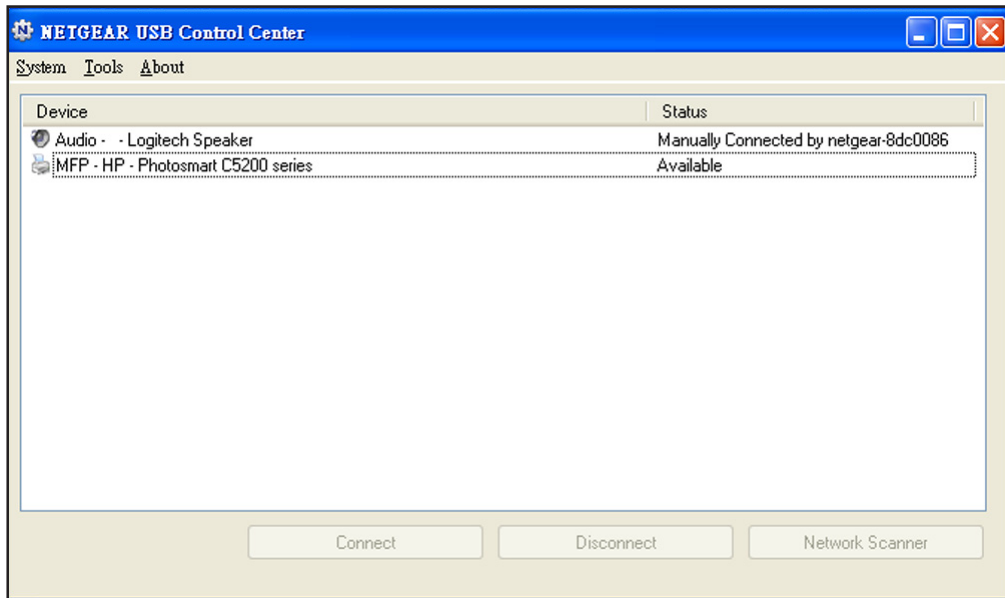 NETGEAR USB Control Center
System Tools About
Device Status
Audio - - Logitech Speaker Manually Connected by netgear-8dc0086
MFP - HP - Photosmart C5200 series Available
Connect Disconnect Network Scanner